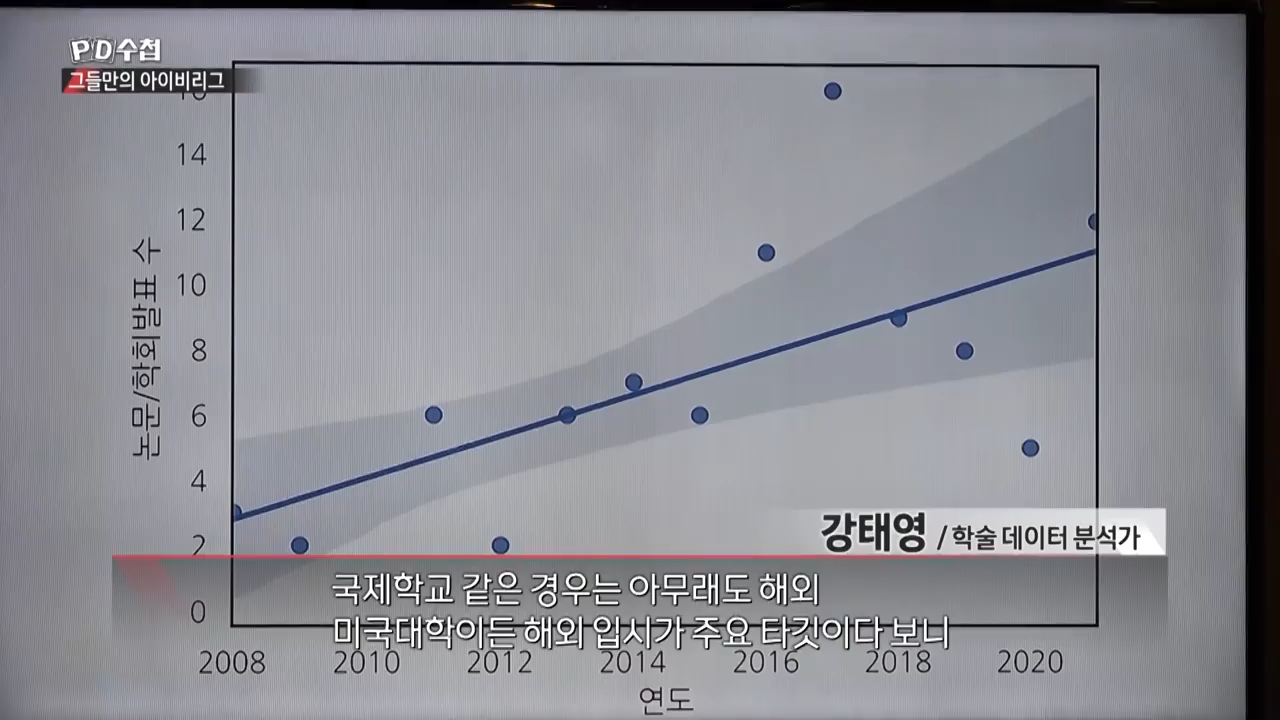 PD수첩
그들만의 아이비리그
14
12
10
8
6
4
2
0
논문/학회발표 수
2008 2010 2012 2014 2016 2018 2020
연도
강태영 / 학술 데이터 분석가
국제학교 같은 경우는 아무래도 해외
미국대학이든 해외 입시가 주요 타깃이다 보니